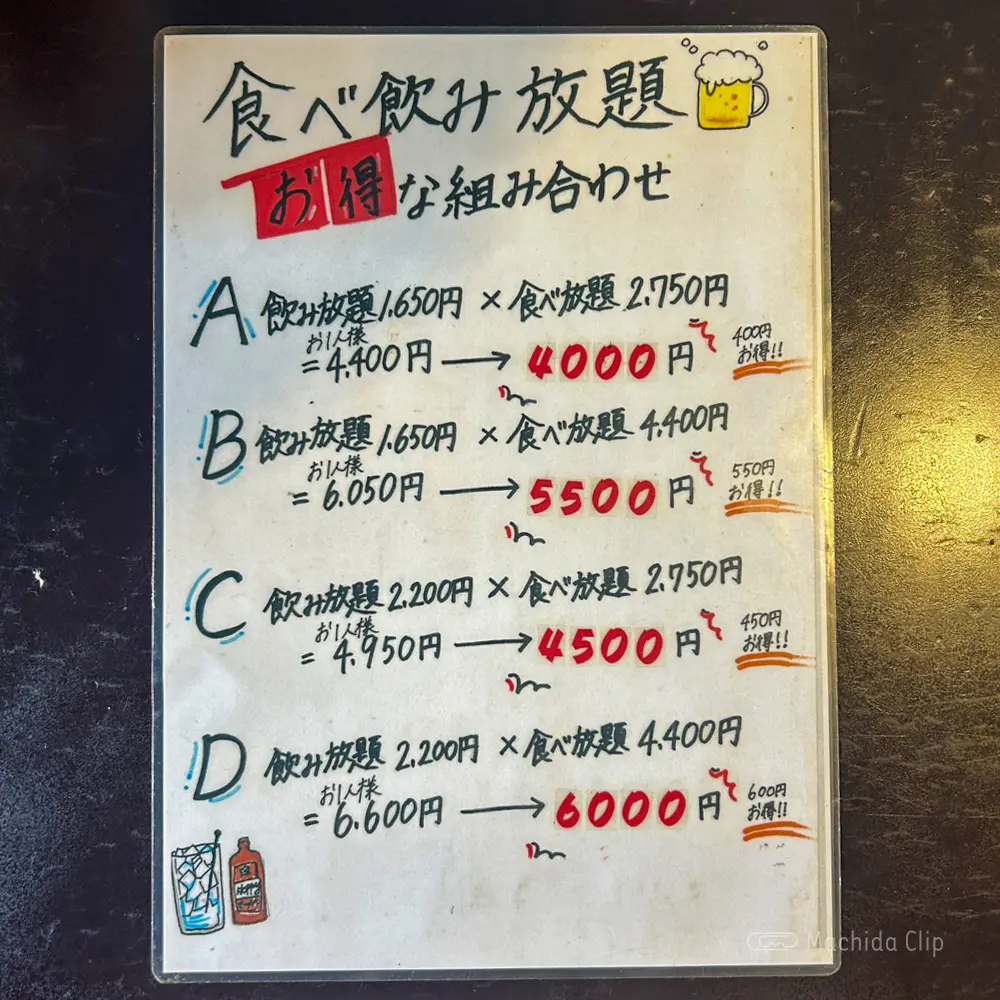 食べ飲み放題
お得な組み合わせ
A 飲み放題1.650円 × 食べ放題 2.750円
お1人様
=4.400円 → 4000円
400円
お得!!
B 飲み放題1.650円 × 食べ放題 4.400円
お1人様
= 6.050円 → 5500円
550円
お得!!
C 飲み放題 2.200円 × 食べ放題 2.750円
お1人様
= 4.950円 → 4500円
450円
お得!!
D 飲み放題 2.200円 × 食べ放題 4.400円
お1人様
= 6.600円 → 6000円
600円
お得!!
Hoppy
Machida Clip